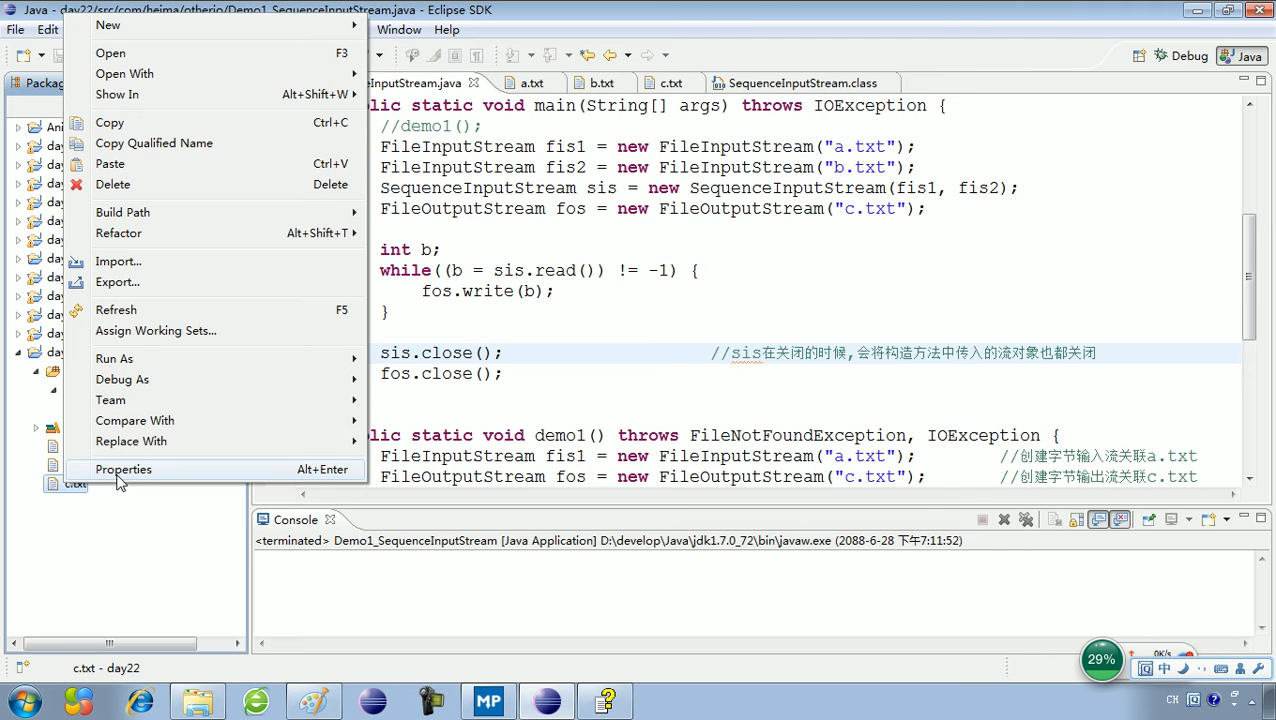 Java - day22/src/com/heima/otherio/Demo1_SequenceInputStream.java - Eclipse SDK
File Edit Window Help
Debug Java
Packag
InputStream.java a.txt b.txt c.txt SequenceInputStream.class
New
Open F3
Open With
Show In Alt+Shift+W
Copy Ctrl+C
Copy Qualified Name
Paste Ctrl+V
Delete Delete
Build Path
Refactor Alt+Shift+T
Import...
Export...
Refresh F5
Assign Working Sets...
Run As
Debug As
Team
Compare With
Replace With
Properties Alt+Enter
c.txt
lic static void main(String[] args) throws IOException {
//demo1();
FileInputStream fis1 = new FileInputStream("a.txt");
FileInputStream fis2 = new FileInputStream("b.txt");
SequenceInputStream sis = new SequenceInputStream(fis1, fis2);
FileOutputStream fos = new FileOutputStream("c.txt");
int b;
while((b = sis.read()) != -1) {
fos.write(b);
}
sis.close(); //sis在关闭的时候,会将构造方法中传入的流对象也都关闭
fos.close();
lic static void demo1() throws FileNotFoundException, IOException {
FileInputStream fis1 = new FileInputStream("a.txt"); //创建字节输入流关联a.txt
FileOutputStream fos = new FileOutputStream("c.txt"); //创建字节输出流关联c.txt
Console
<terminated> Demo1_SequenceInputStream [Java Application] D:\develop\Java\jdk1.7.0_72\bin\javaw.exe (2088-6-28 下午7:11:52)
c.txt - day22
29%
0K/s
中
MP
CH